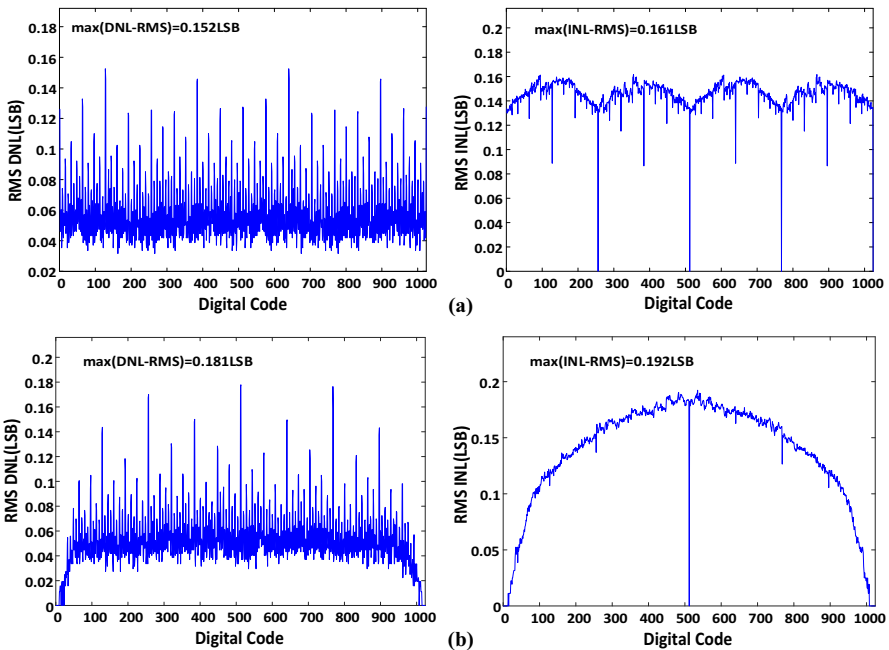 max(DNL-RMS)=0.152LSB
RMS DNL(LSB)
0.18
0.16
0.14
0.12
0.1
0.08
0.06
0.04
0.02
0 100 200 300 400 500 600 700 800 900 1000
Digital Code
max(INL-RMS)=0.161LSB
RMS INL(LSB)
0.2
0.18
0.16
0.14
0.12
0.1
0.08
0.06
0.04
0.02
0
0 100 200 300 400 500 600 700 800 900 1000
Digital Code
(a)
max(DNL-RMS)=0.181LSB
RMS DNL(LSB)
0.2
0.18
0.16
0.14
0.12
0.1
0.08
0.06
0.04
0.02
0
0 100 200 300 400 500 600 700 800 900 1000
Digital Code
max(INL-RMS)=0.192LSB
RMS INL(LSB)
0.2
0.15
0.1
0.05
0
0 100 200 300 400 500 600 700 800 900 1000
Digital Code
(b)